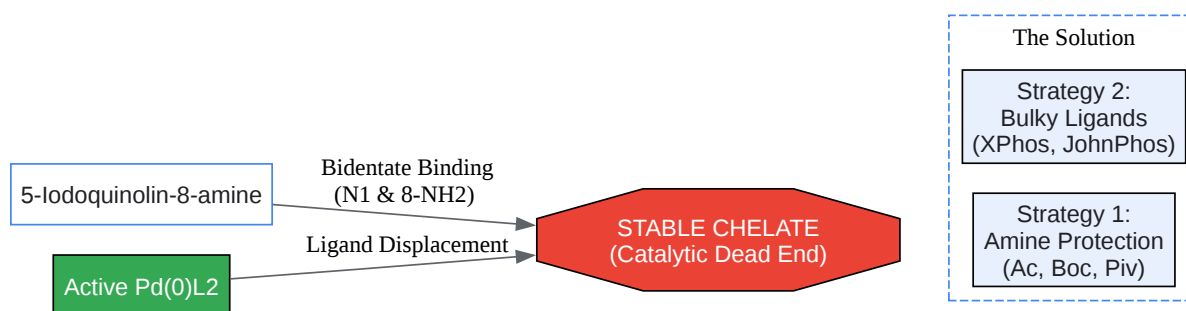 5-Iodoquinolin-8-amine
Active Pd(0)L2
Bidentate Binding
(N1 & 8-NH2)
Ligand Displacement
STABLE CHELATE
(Catalytic Dead End)
The Solution
Strategy 2:
Bulky Ligands
(XPhos, JohnPhos)
Strategy 1:
Amine Protection
(Ac, Boc, Piv)